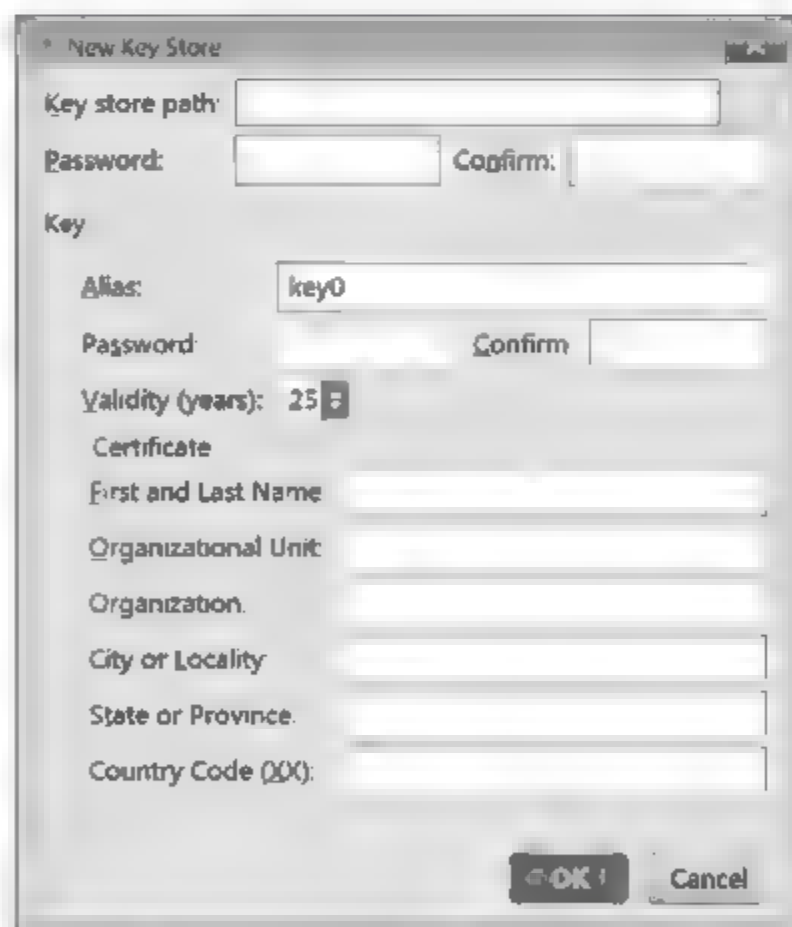 New Key Store
Key store path:
Password: Confirm:
Key
Alias: key0
Password: Confirm:
Validity (years): 25
Certificate
First and Last Name:
Organizational Unit:
Organization:
City or Locality:
State or Province:
Country Code (XX):
OK Cancel